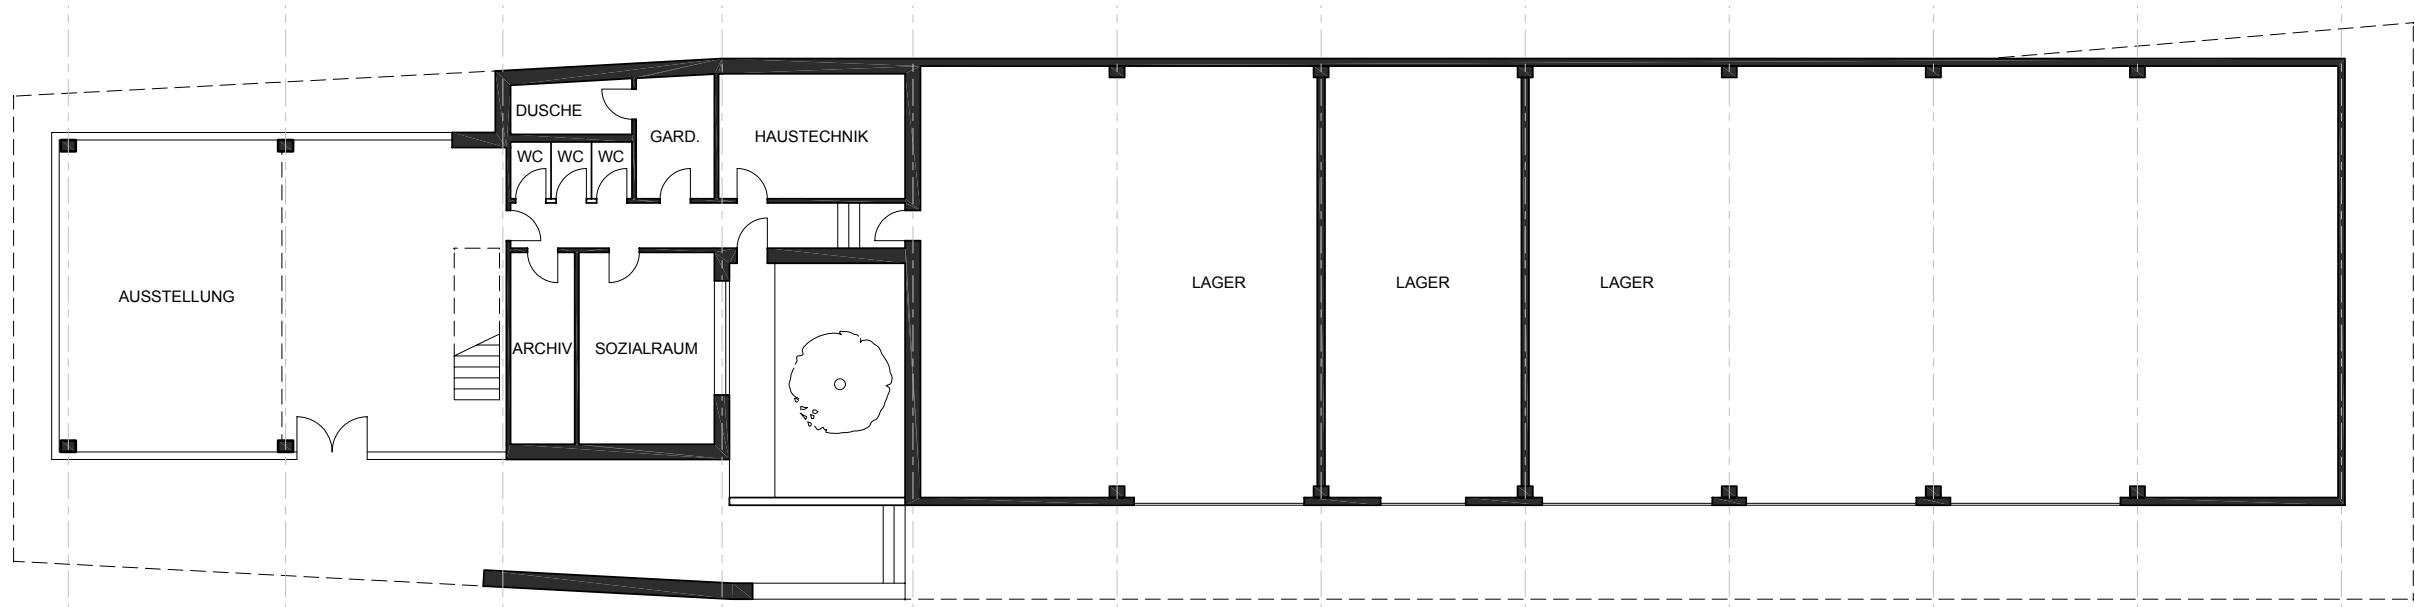 DUSCHE
GARD.
HAUSTECHNIK
WC
WC
WC
AUSSTELLUNG
LAGER
LAGER
LAGER
ARCHIV
SOZIALRAUM